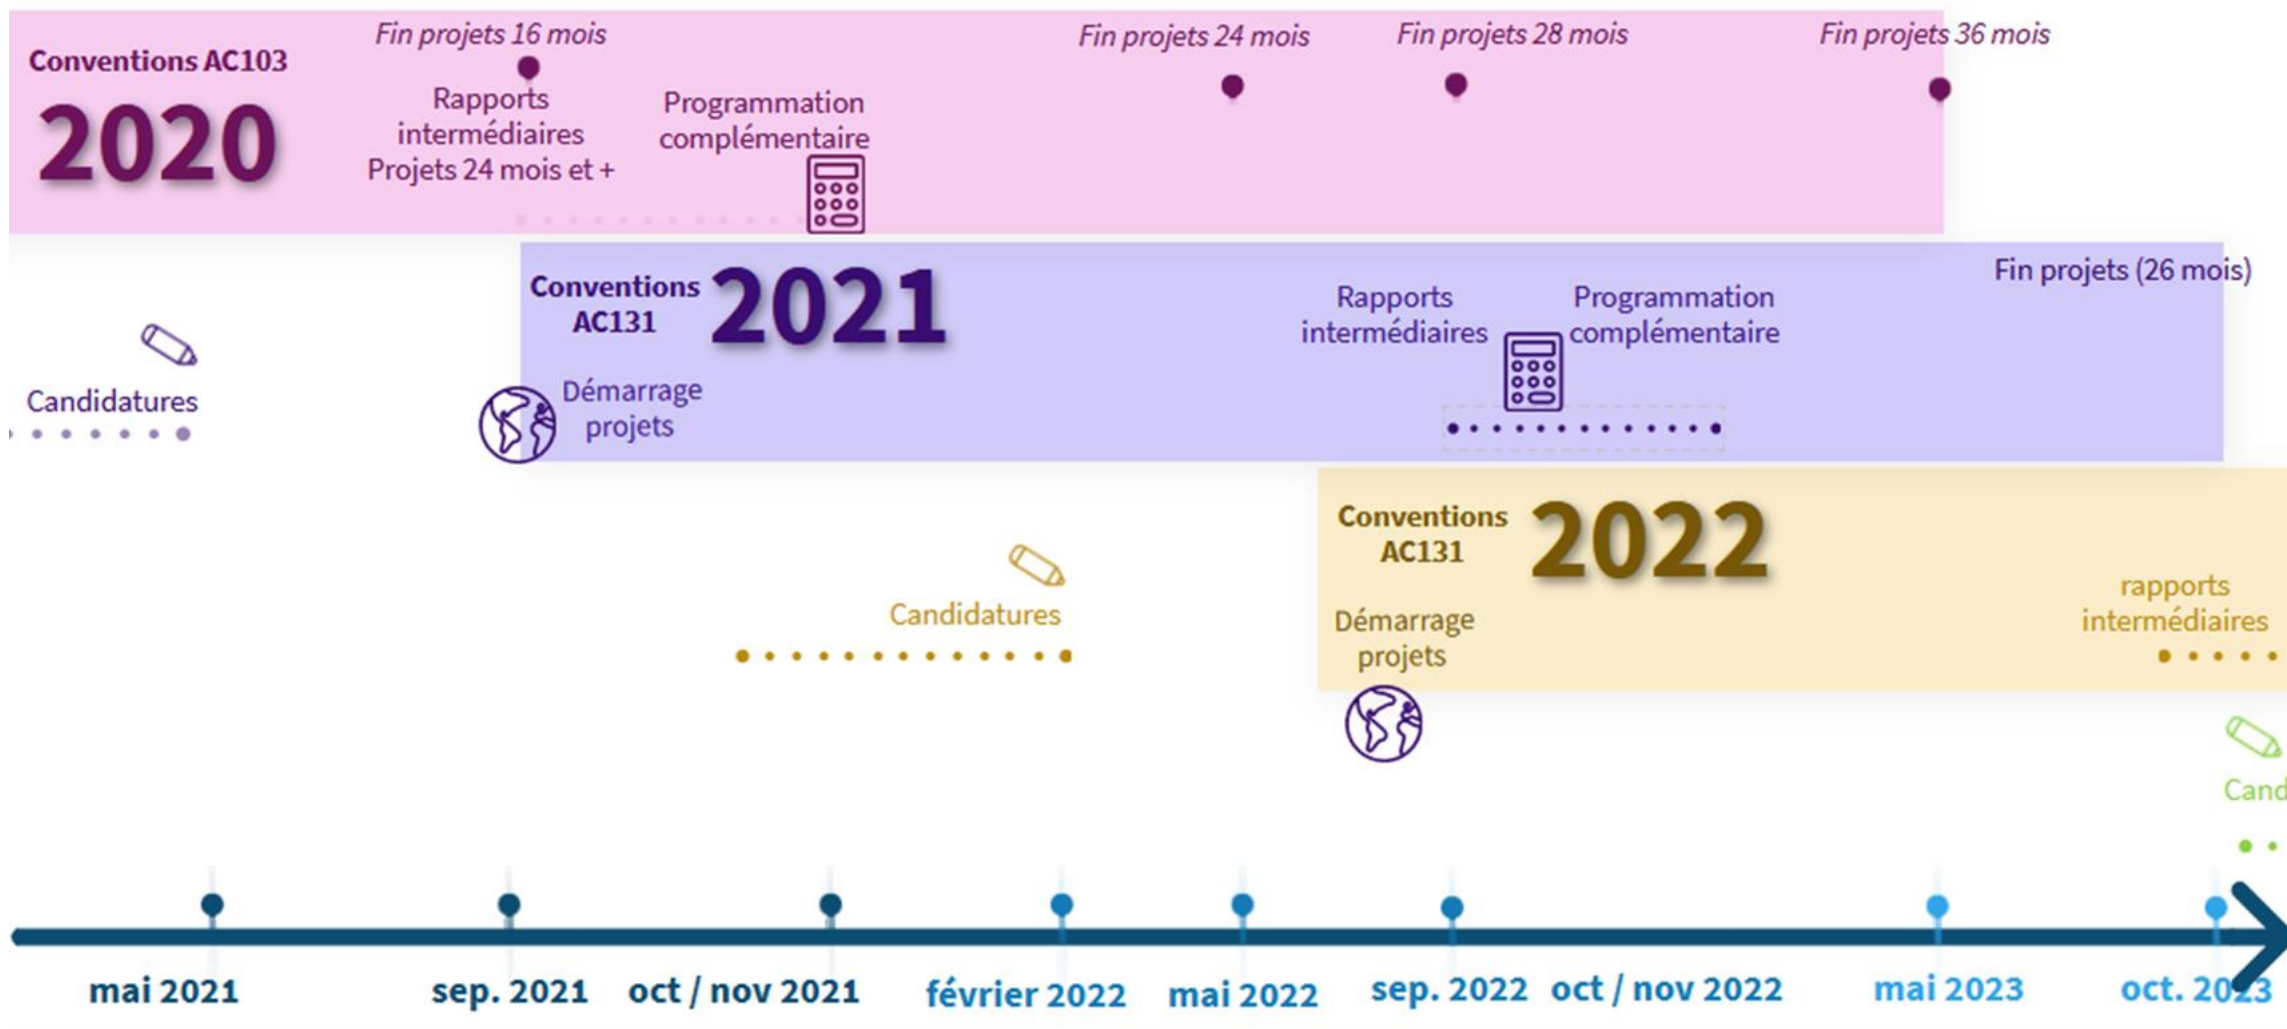 Conventions AC103
2020
Fin projets 16 mois
Rapports
intermédiaires
Projets 24 mois et +
Programmation
complémentaire
Fin projets 24 mois
Fin projets 28 mois
Fin projets 36 mois
Conventions
AC131
2021
Démarrage
projets
Rapports
intermédiaires
Programmation
complémentaire
Fin projets (26 mois)
Candidatures
Conventions
AC131
2022
Démarrage
projets
rapports
intermédiaires
Candidatures
Cand
mai 2021
sep. 2021
oct / nov 2021
février 2022
mai 2022
sep. 2022
oct / nov 2022
mai 2023
oct. 2023